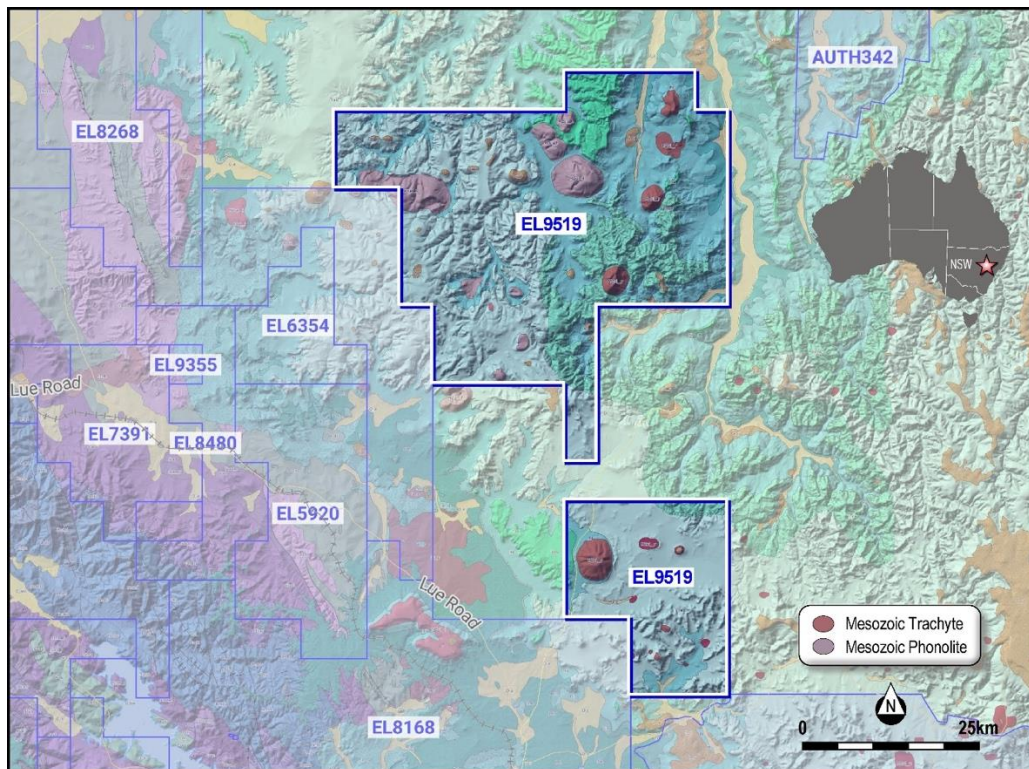 AUTH342
EL8268
EL9519
NSW
EL6354
EL9355
Lue Road
EL7391
EL8480
EL5920
EL9519
Lue Road
Mesozoic Trachyte
Mesozoic Phonolite
EL8168
N
0
25km